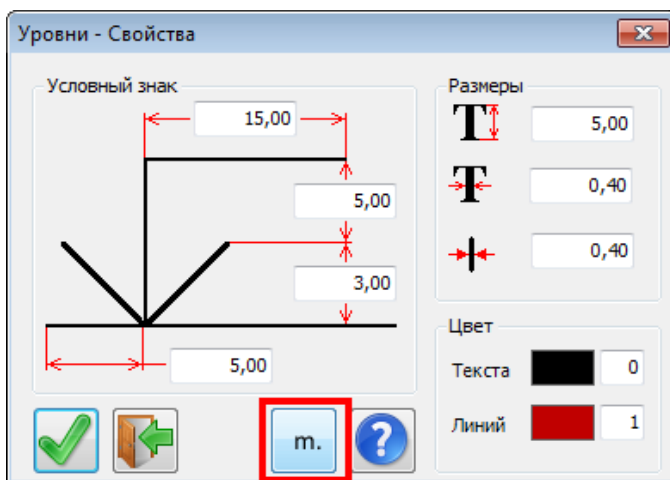 Уровни - Свойства
Условный знак
15,00
5,00
3,00
5,00
m.
?
Размеры
T 5,00
T 0,40
0,40
Цвет
Текста 0
Линий 1